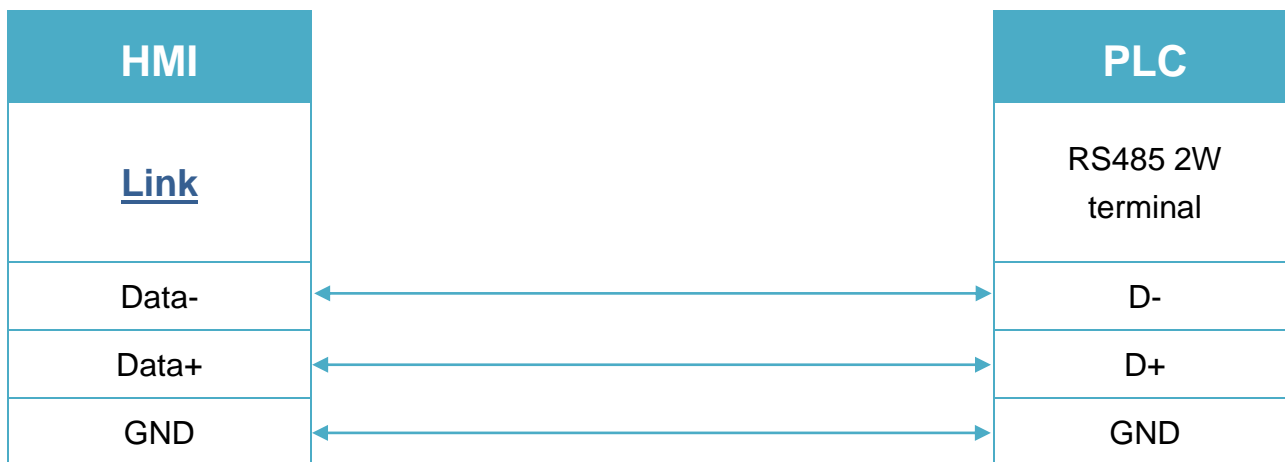 HMI PLC
Link RS485 2W
terminal
Data- D-
Data+ D+
GND GND